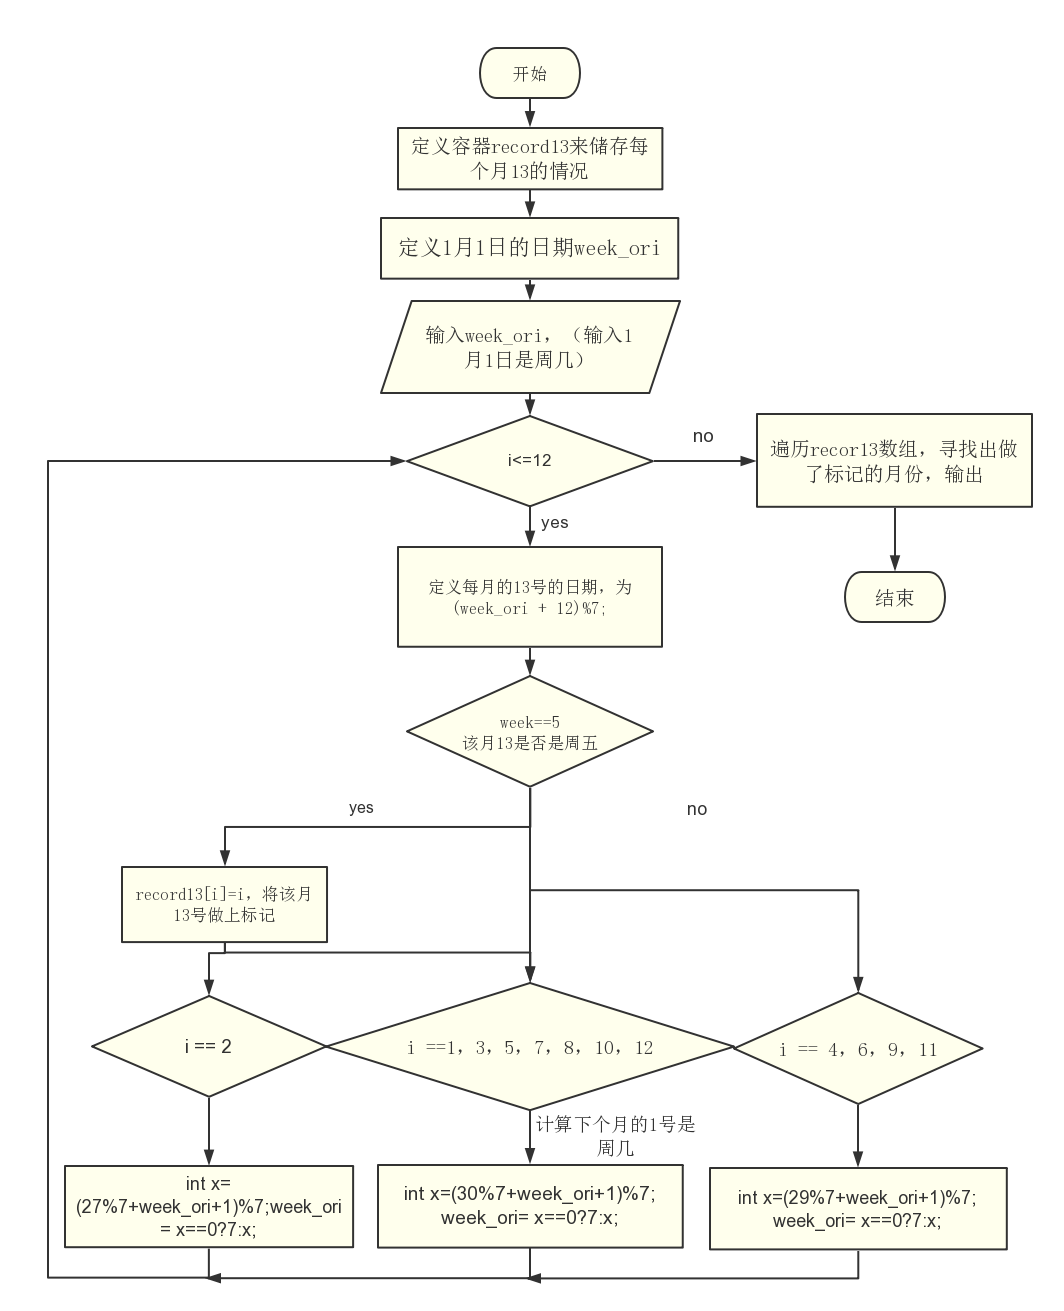 开始
定义容器record13来储存每
个月13的情况
定义1月1日的日期week_ori
输入week_ori，（输入1
月1日是周几）
i<=12
no
遍历recor13数组，寻找出做
了标记的月份，输出
yes
结束
定义每月的13号的日期，为
(week_ori + 12)%7;
week==5
该月13是否是周五
yes
no
record13[i]=i，将该月
13号做上标记
i == 2
i ==1，3，5，7，8，10，12
i == 4，6，9，11
计算下个月的1号是
周几
int x=
(27%7+week_ori+1)%7;week_ori
= x==0?7:x;
int x=(30%7+week_ori+1)%7;
week_ori= x==0?7:x;
int x=(29%7+week_ori+1)%7;
week_ori= x==0?7:x;